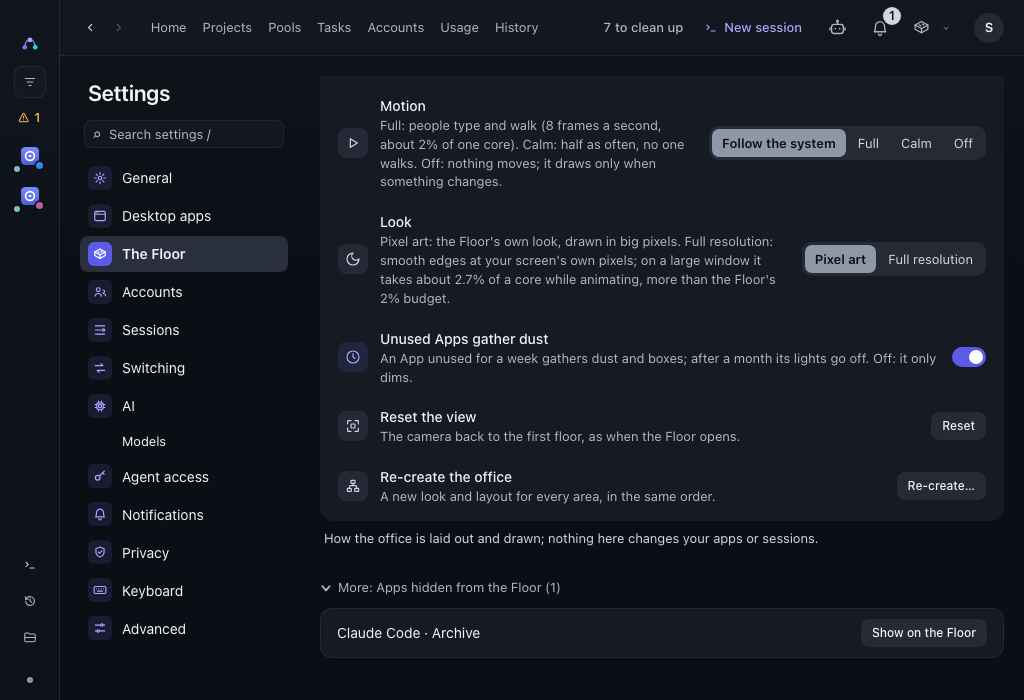 Home Projects Pools Tasks Accounts Usage History 7 to clean up New session 1 S
1
Settings
Search settings /
General
Desktop apps
The Floor
Accounts
Sessions
Switching
AI
Models
Agent access
Notifications
Privacy
Keyboard
Advanced
Motion
Full: people type and walk (8 frames a second,
about 2% of one core). Calm: half as often, no one
walks. Off: nothing moves; it draws only when
something changes.
Follow the system Full Calm Off
Look
Pixel art: the Floor's own look, drawn in big pixels. Full resolution:
smooth edges at your screen's own pixels; on a large window it
takes about 2.7% of a core while animating, more than the Floor's
2% budget.
Pixel art Full resolution
Unused Apps gather dust
An App unused for a week gathers dust and boxes; after a month its lights go off. Off: it only
dims.
Reset the view
The camera back to the first floor, as when the Floor opens.
Reset
Re-create the office
A new look and layout for every area, in the same order.
Re-create…
How the office is laid out and drawn; nothing here changes your apps or sessions.
More: Apps hidden from the Floor (1)
Claude Code · Archive
Show on the Floor